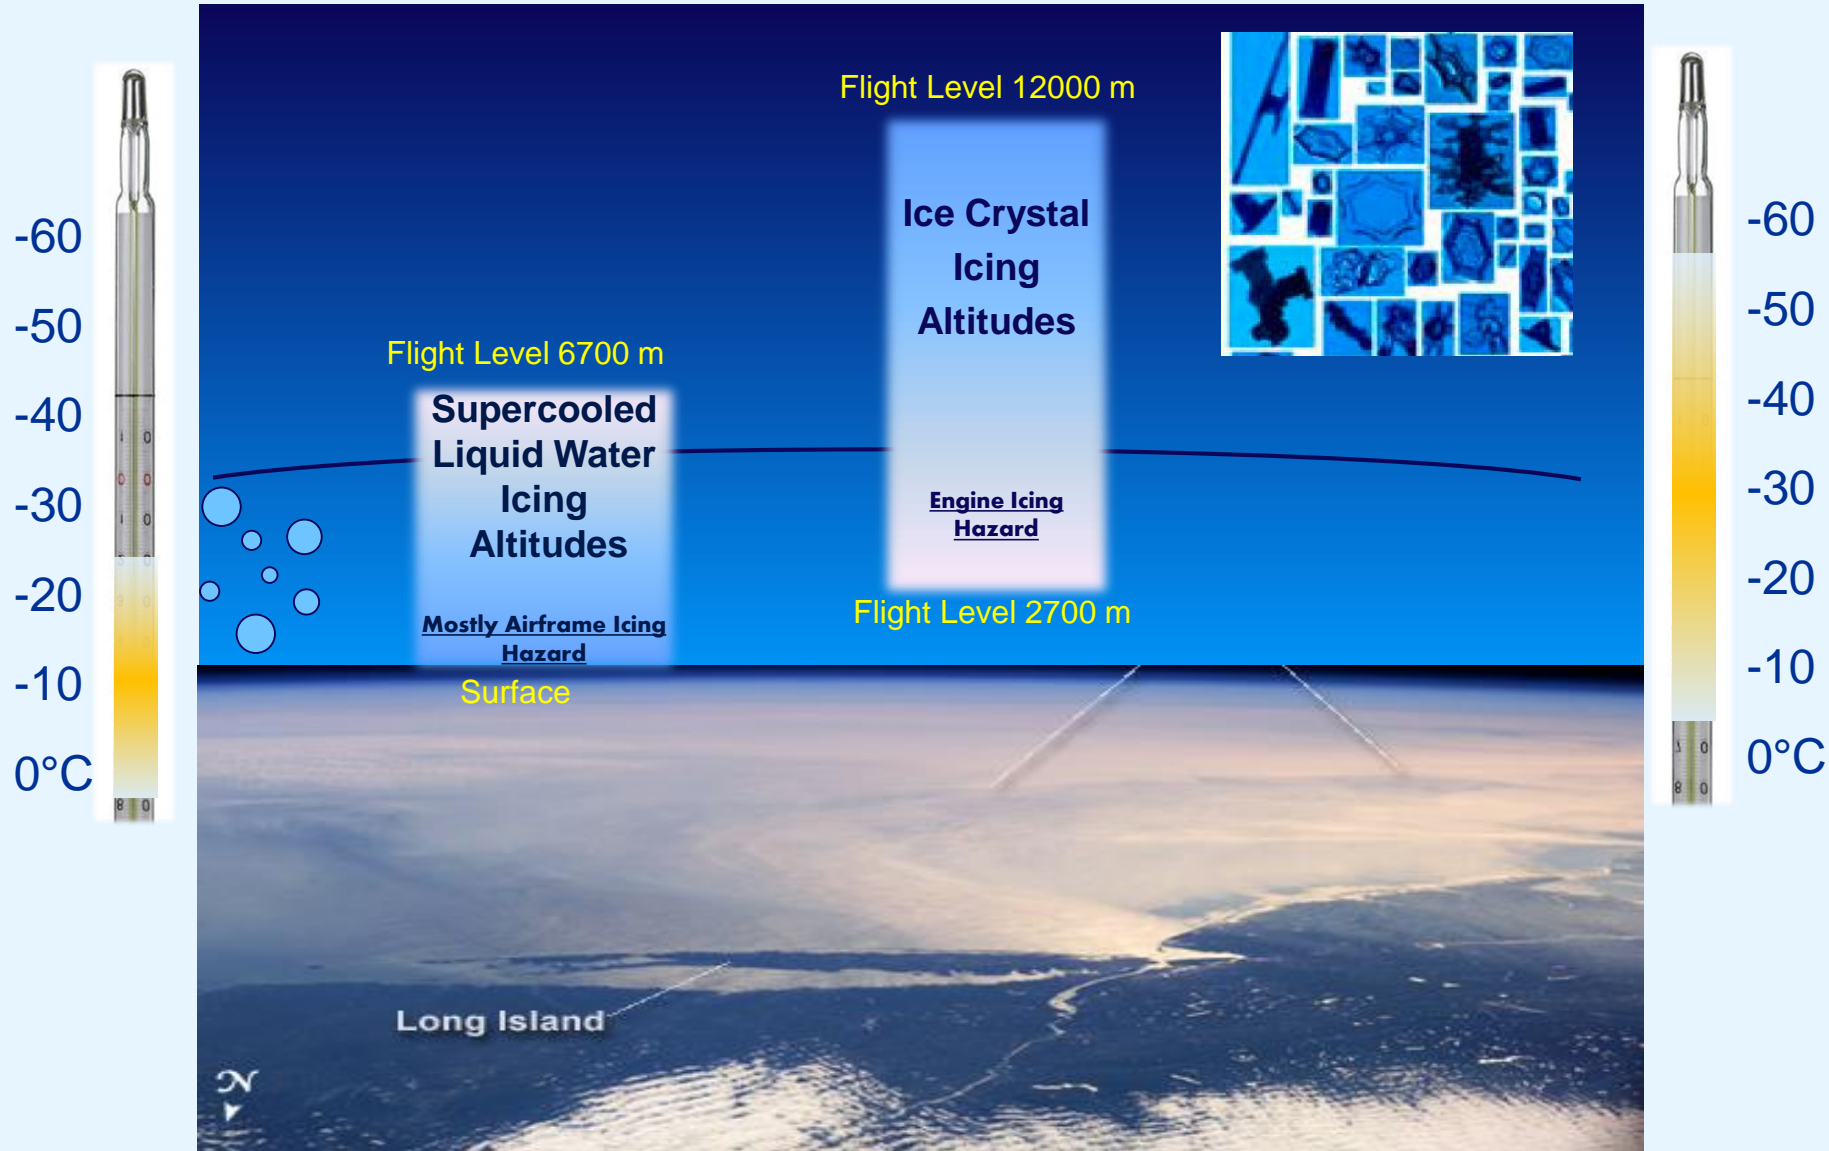 -60
-50
-40
-30
-20
-10
0°C
Flight Level 12000 m
Ice Crystal
Icing
Altitudes
Engine Icing
Hazard
Flight Level 2700 m
Flight Level 6700 m
Supercooled
Liquid Water
Icing
Altitudes
Mostly Airframe Icing
Hazard
Surface
Long Island
N
-60
-50
-40
-30
-20
-10
0°C